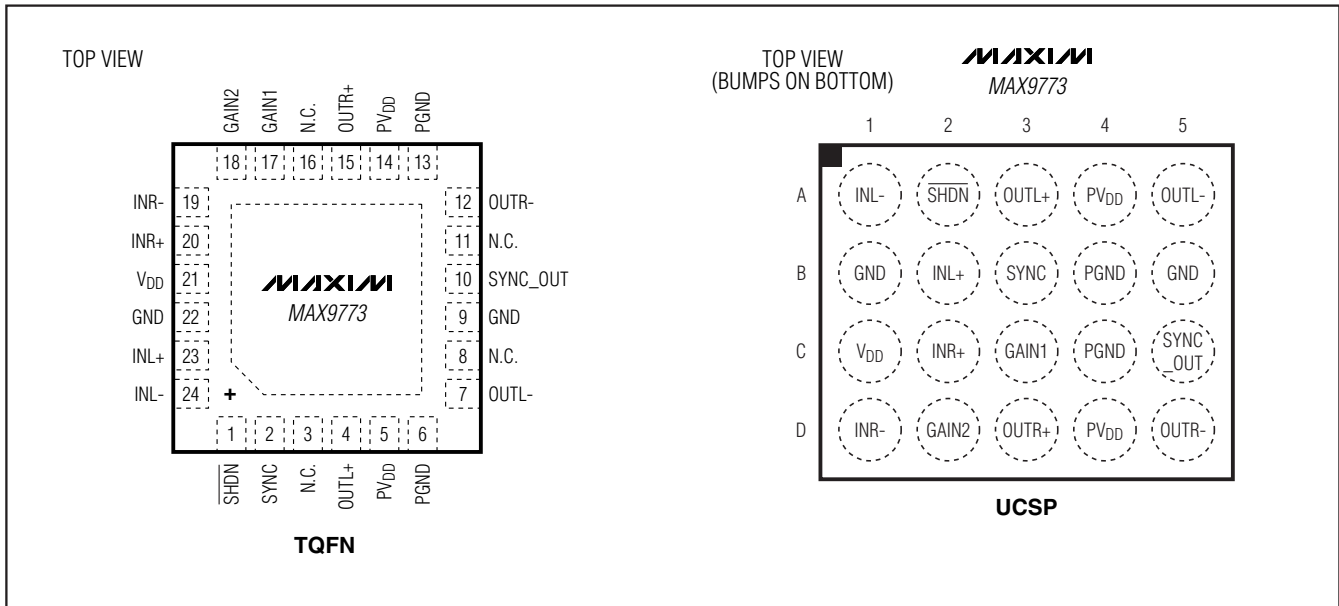 TOP VIEW
GAIN2 GAIN1 N.C. OUTR+ PVDD PGND
18 17 16 15 14 13
INR- 19 12 OUTR-
INR+ 20 11 N.C.
VDD 21 10 SYNC_OUT
MAXIM
MAX9773
GND 22 9 GND
INL+ 23 8 N.C.
INL- 24 + 7 OUTL-
1 2 3 4 5 6
SHDN SYNC N.C. OUTL+ PVDD PGND
TQFN
TOP VIEW
(BUMPS ON BOTTOM)
MAXIM
MAX9773
1 2 3 4 5
A INL- SHDN OUTL+ PVDD OUTL-
B GND INL+ SYNC PGND GND
C VDD INR+ GAIN1 PGND SYNC
_OUT
D INR- GAIN2 OUTR+ PVDD OUTR-
UCSP